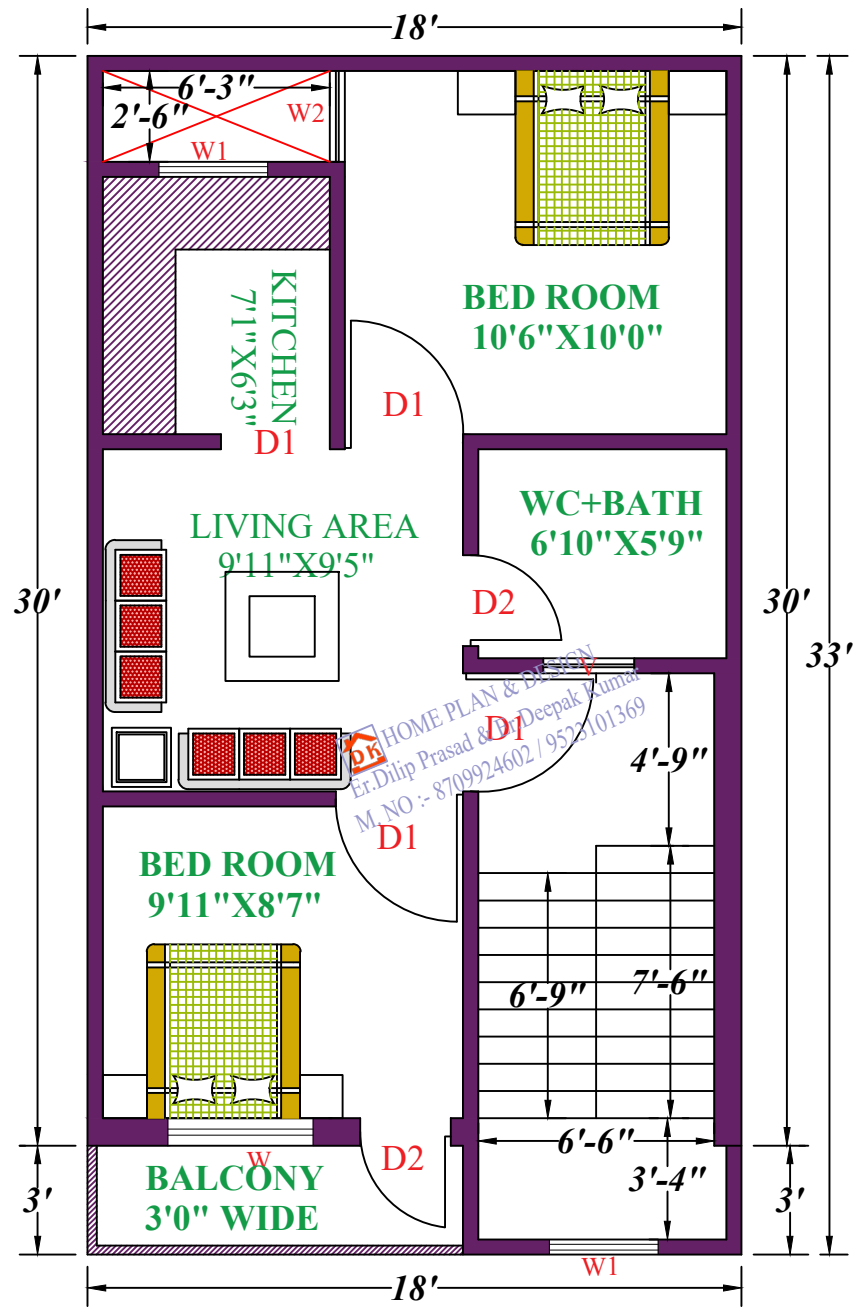 18'
6'-3"
2'-6"
W2
W1
BED ROOM
10'6"X10'0"
KITCHEN
7'1"X6'3"
D1
D1
WC+BATH
6'10"X5'9"
LIVING AREA
9'11"X9'5"
30'
30'
33'
D2
V
D1
HOME PLAN & DESIGN
DK
Er.Dilip Prasad & Er.Deepak Kumar
M. NO :- 8709924602 / 9523101369
4'-9"
D1
BED ROOM
9'11"X8'7"
6'-9"
7'-6"
6'-6"
W
D2
BALCONY
3'0" WIDE
3'-4"
3'
3'
W1
18'